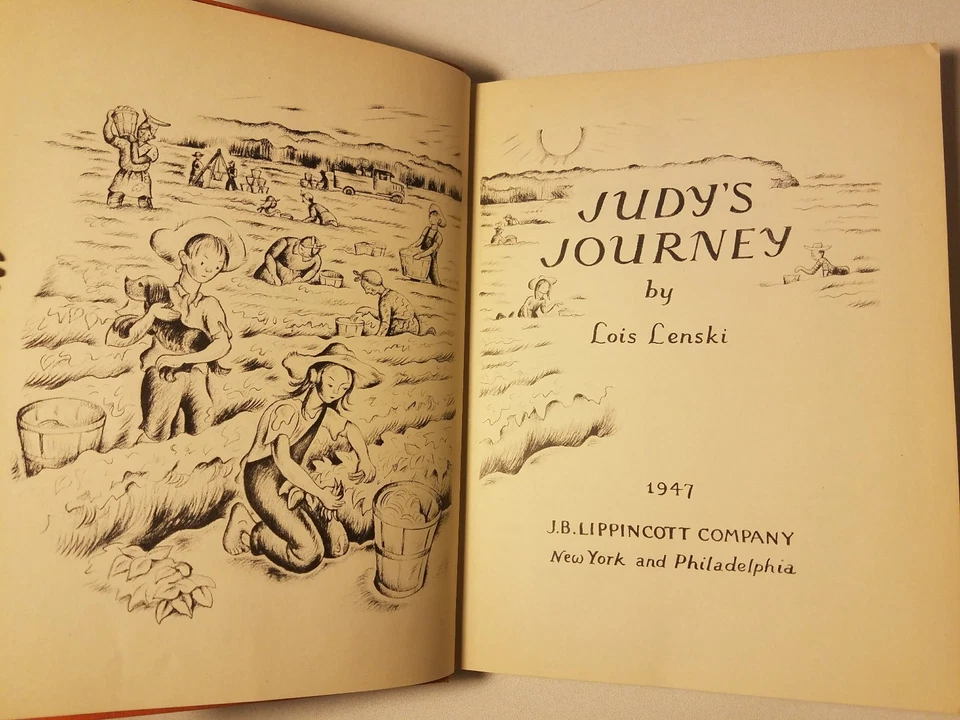 JUDY'S
JOURNEY
by
Lois Lenski
1947
J.B. LIPPINCOTT COMPANY
New York and Philadelphia